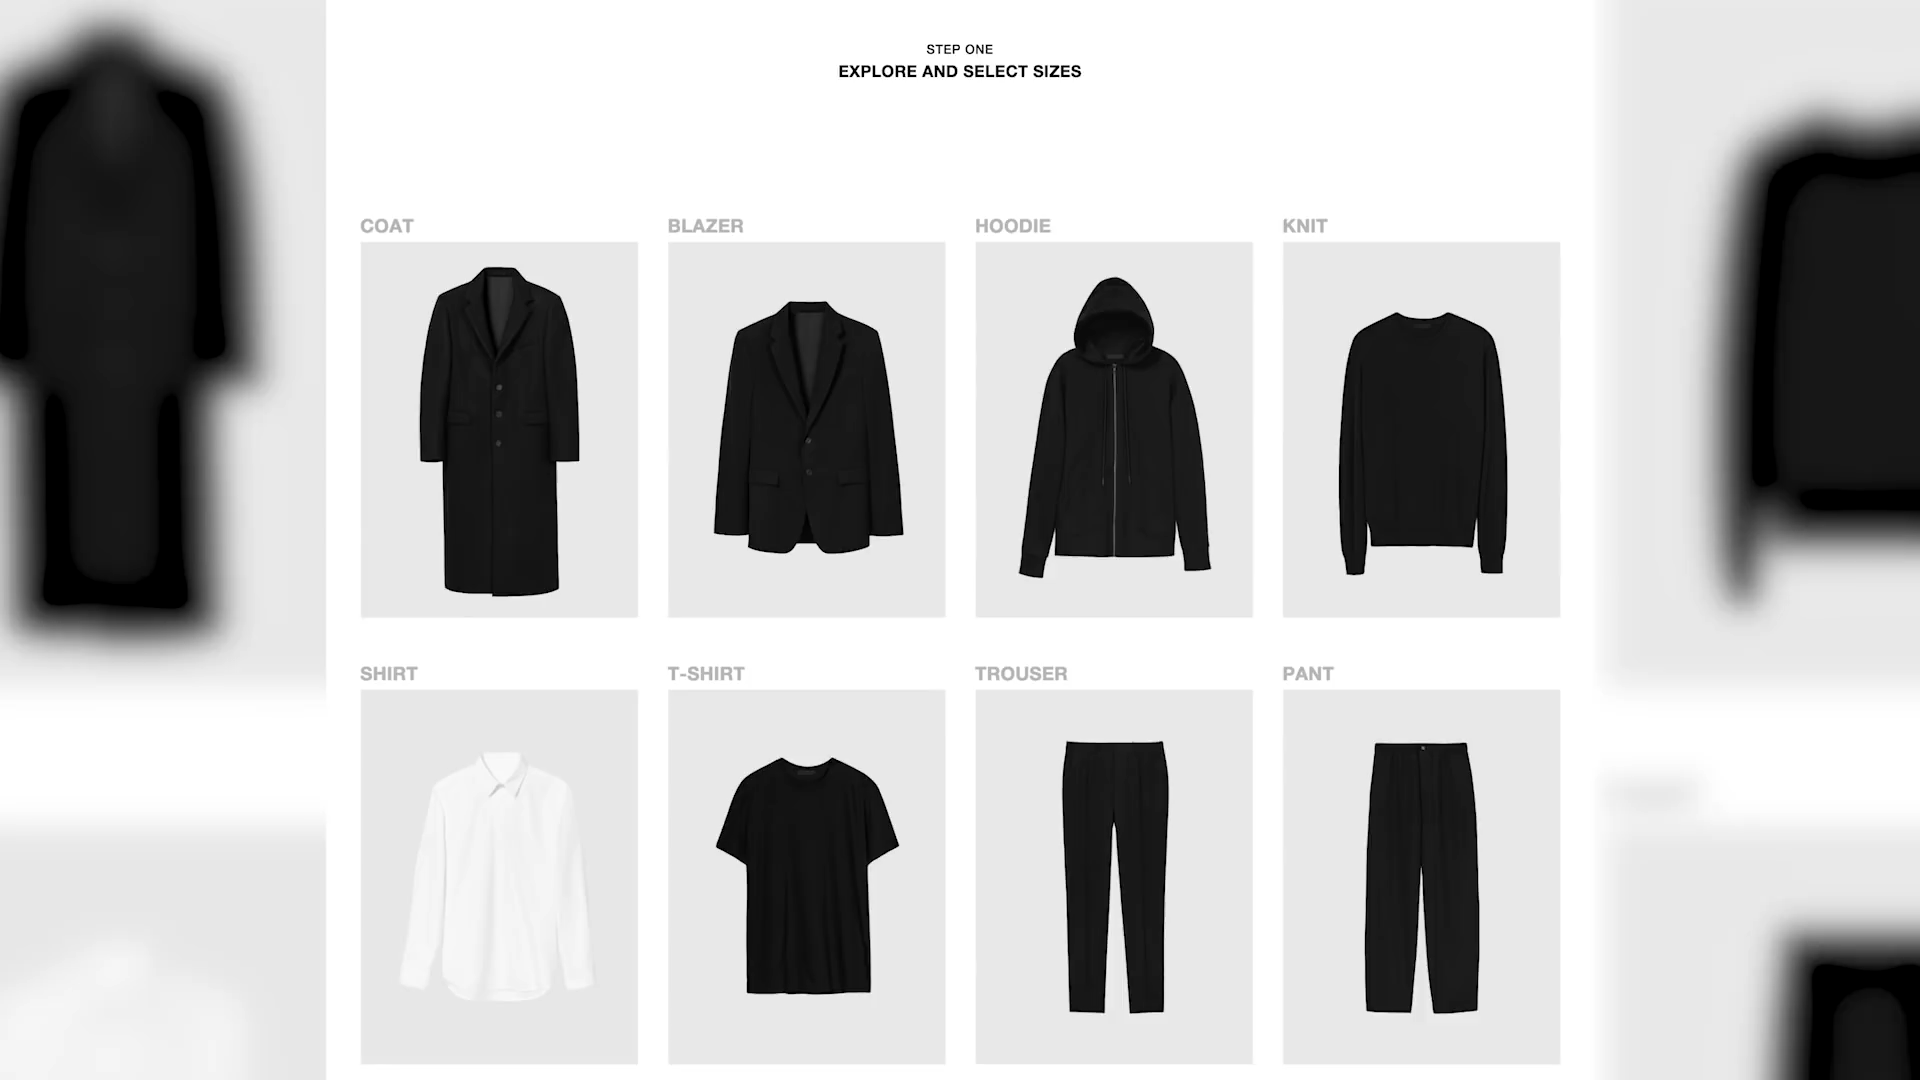 STEP ONE
EXPLORE AND SELECT SIZES
COAT
BLAZER
HOODIE
KNIT
SHIRT
T-SHIRT
TROUSER
PANT